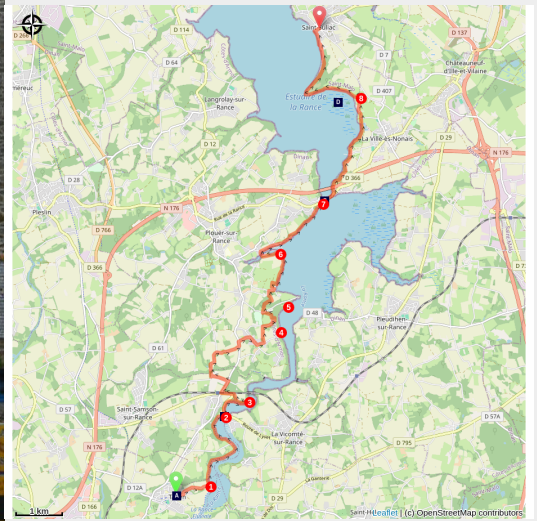 D 266
D 114
Saint-Suliac
D 137
D 64
D 7
Châteauneuf-
d'Ille-et-Vilaine
Langrolay-sur-
Rance
Estuaire de
la Rance
D
8
D 407
La Ville-ès-Nonais
D 12
D 29
N 176
D 28
D 366
Pleslin
N 176
7
Plouër-sur-
Rance
D 766
6
D 366
5
D 48
4
Pleudihen-
sur-Rance
D 61
3
Saint-Samson-
sur-Rance
D 57
2
D 57A
La Vicomté-
sur-Rance
D 795
N 176
D 12A
A
1
D 29
D 166
1 km
Leaflet | (c) OpenStreetMap contributors